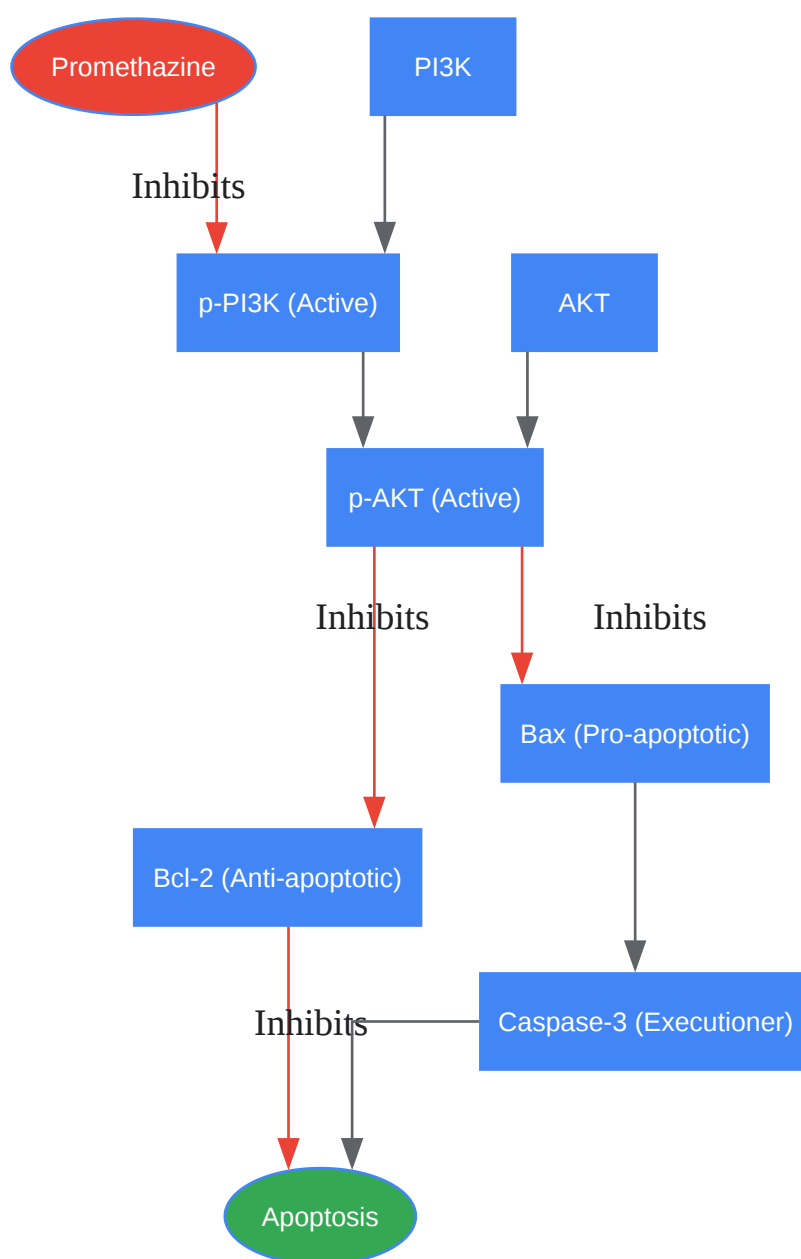 Promethazine
PI3K
Inhibits
p-PI3K (Active)
AKT
p-AKT (Active)
Inhibits
Inhibits
Bax (Pro-apoptotic)
Bcl-2 (Anti-apoptotic)
Inhibits
Caspase-3 (Executioner)
Apoptosis